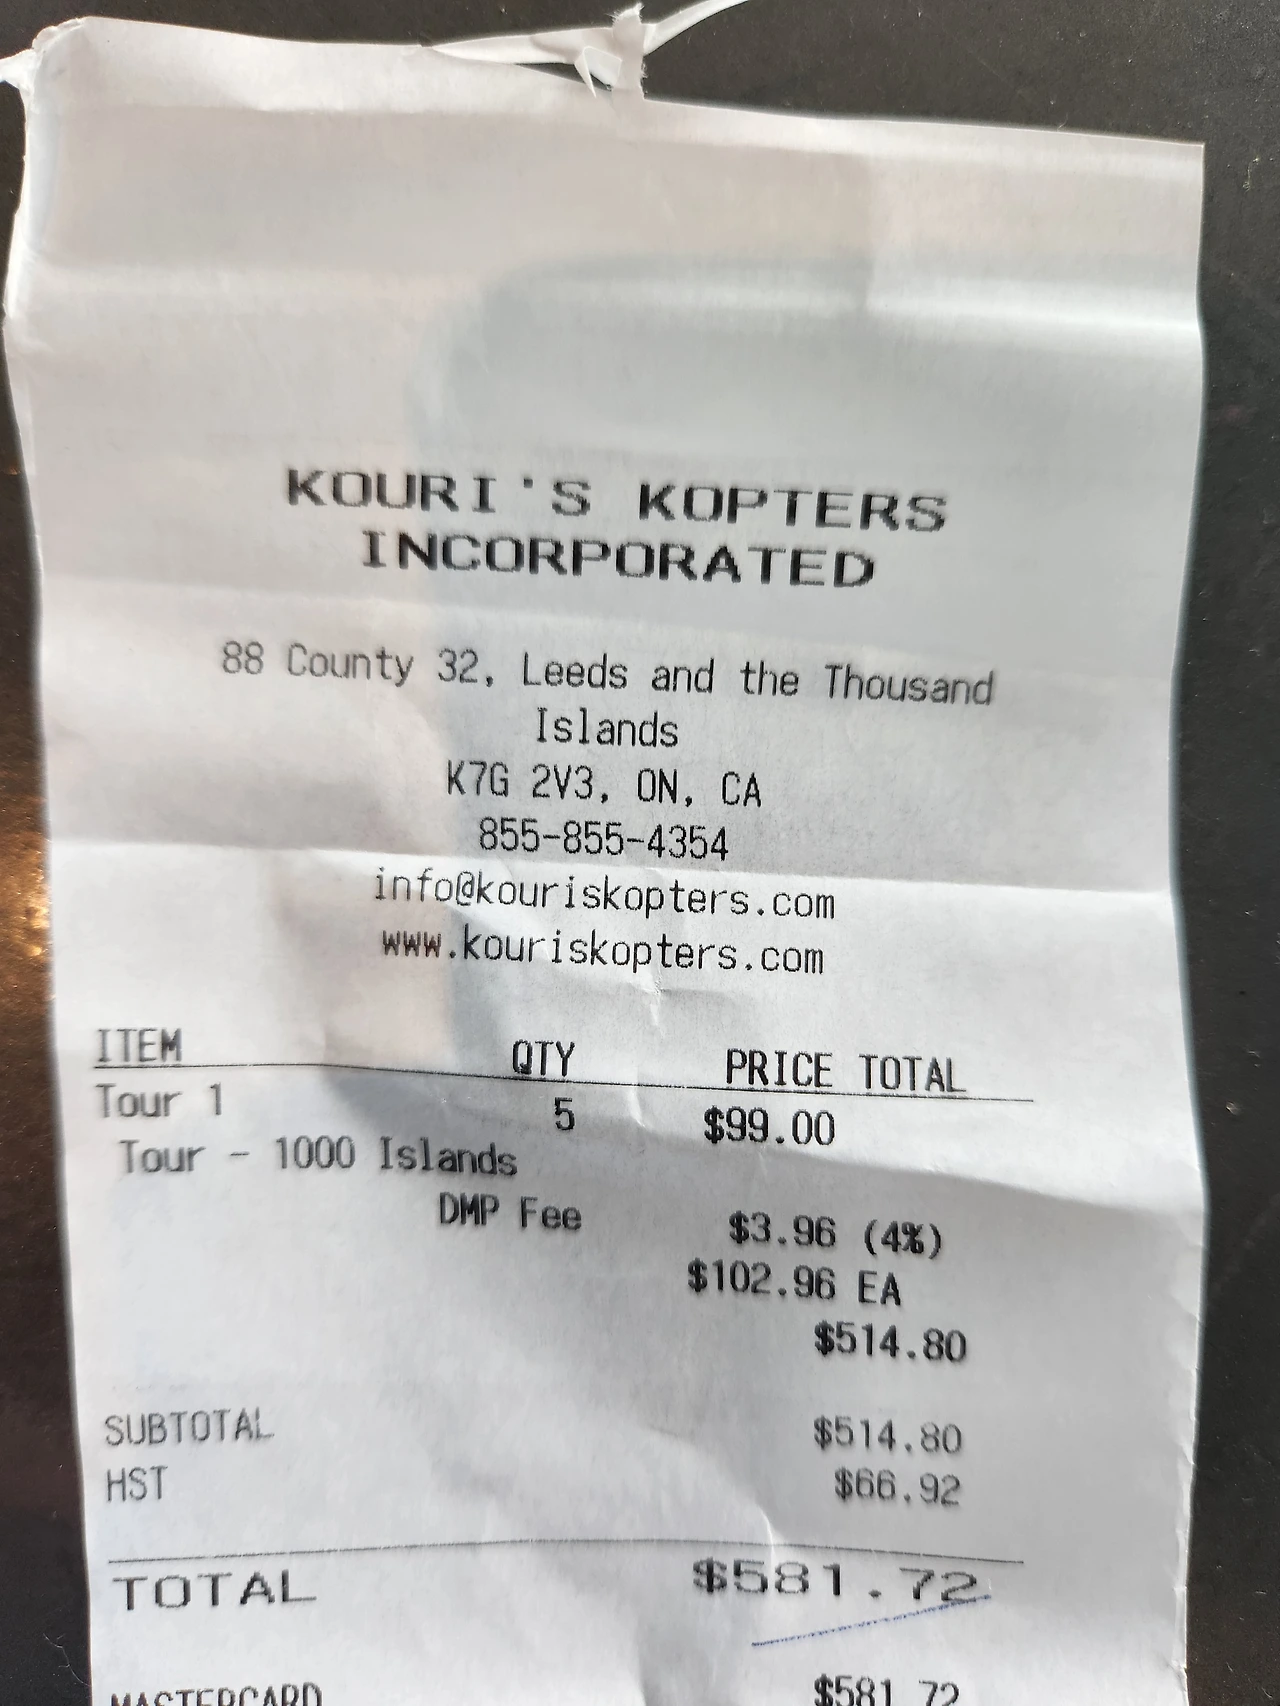 KOURI'S KOPTERS
INCORPORATED
88 County 32, Leeds and the Thousand
Islands
K7G 2V3, ON, CA
855-855-4354
info@kouriskopters.com
www.kouriskopters.com
ITEM QTY PRICE TOTAL
Tour 1 5 $99.00
Tour - 1000 Islands
DMP Fee $3.96 (4%)
$102.96 EA
$514.80
SUBTOTAL $514.80
HST $66.92
TOTAL $581.72
MASTERCARD $581.72